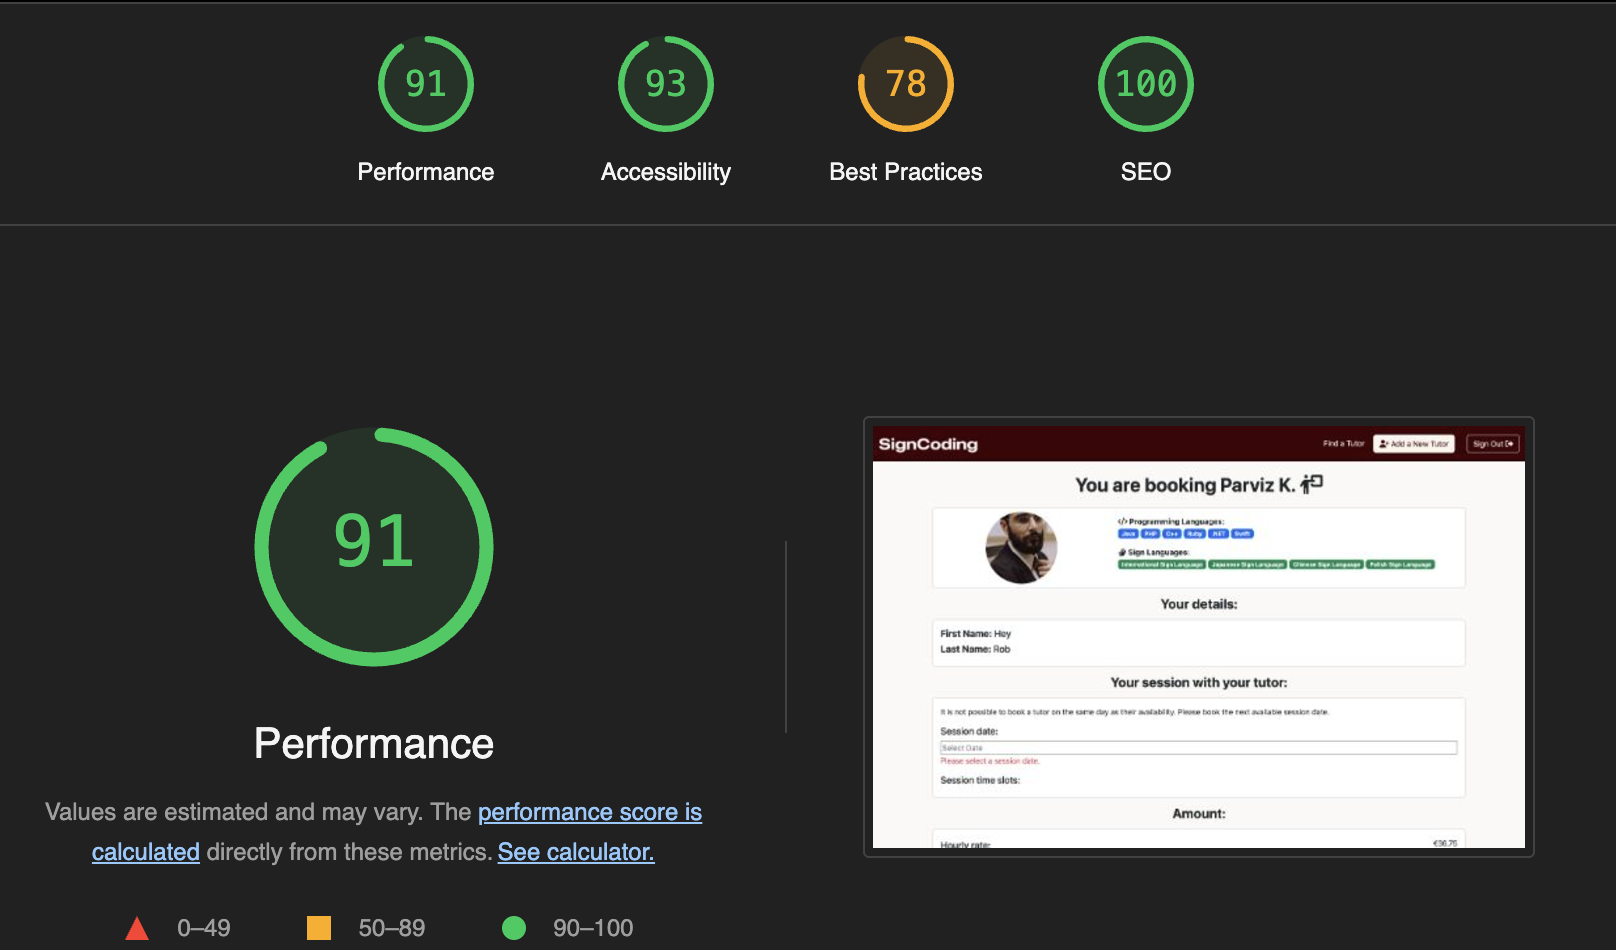 91
93
78
100
Performance
Accessibility
Best Practices
SEO
91
Performance
Values are estimated and may vary. The performance score is
calculated directly from these metrics. See calculator.
0–49
50–89
90–100
SignCoding
Find a Tutor
Add a New Tutor
Sign Out
You are booking Parviz K.
</> Programming Languages:
Java PHP C++ Ruby .NET Swift
Sign Languages:
International Sign Language Japanese Sign Language Chinese Sign Language Polish Sign Language
Your details:
First Name: Hey
Last Name: Rob
Your session with your tutor:
It is not possible to book a tutor on the same day as their availability. Please book the next available session date.
Session date:
Select Date
Please select a session date.
Session time slots:
Amount:
Hourly rate:
€36.75